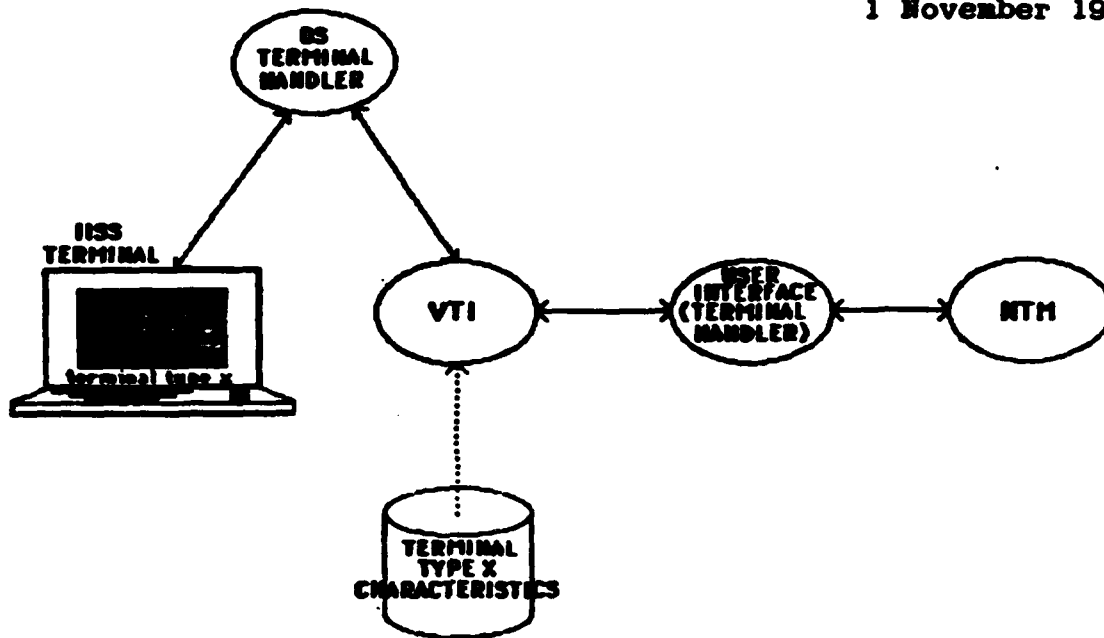 1 November 19
OS
TERMINAL
HANDLER
IISS
TERMINAL
terminal type x
VTI
USER
INTERFACE
(TERMINAL
HANDLER)
NTM
TERMINAL
TYPE X
CHARACTERISTICS